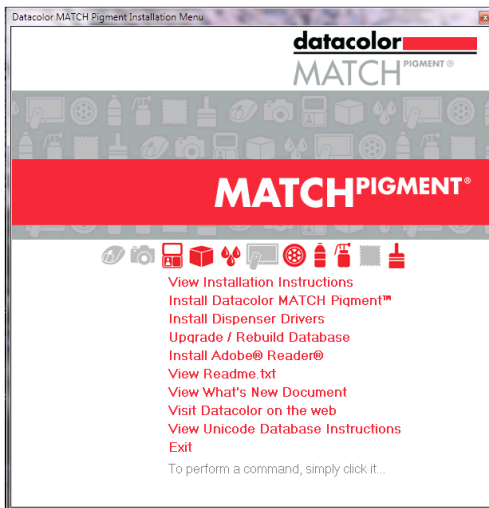 Datacolor MATCH Pigment Installation Menu
datacolor
MATCH PIGMENT®
MATCHPIGMENT®
View Installation Instructions
Install Datacolor MATCH Pigment™
Install Dispenser Drivers
Upgrade / Rebuild Database
Install Adobe® Reader®
View Readme.txt
View What's New Document
Visit Datacolor on the web
View Unicode Database Instructions
Exit
To perform a command, simply click it...